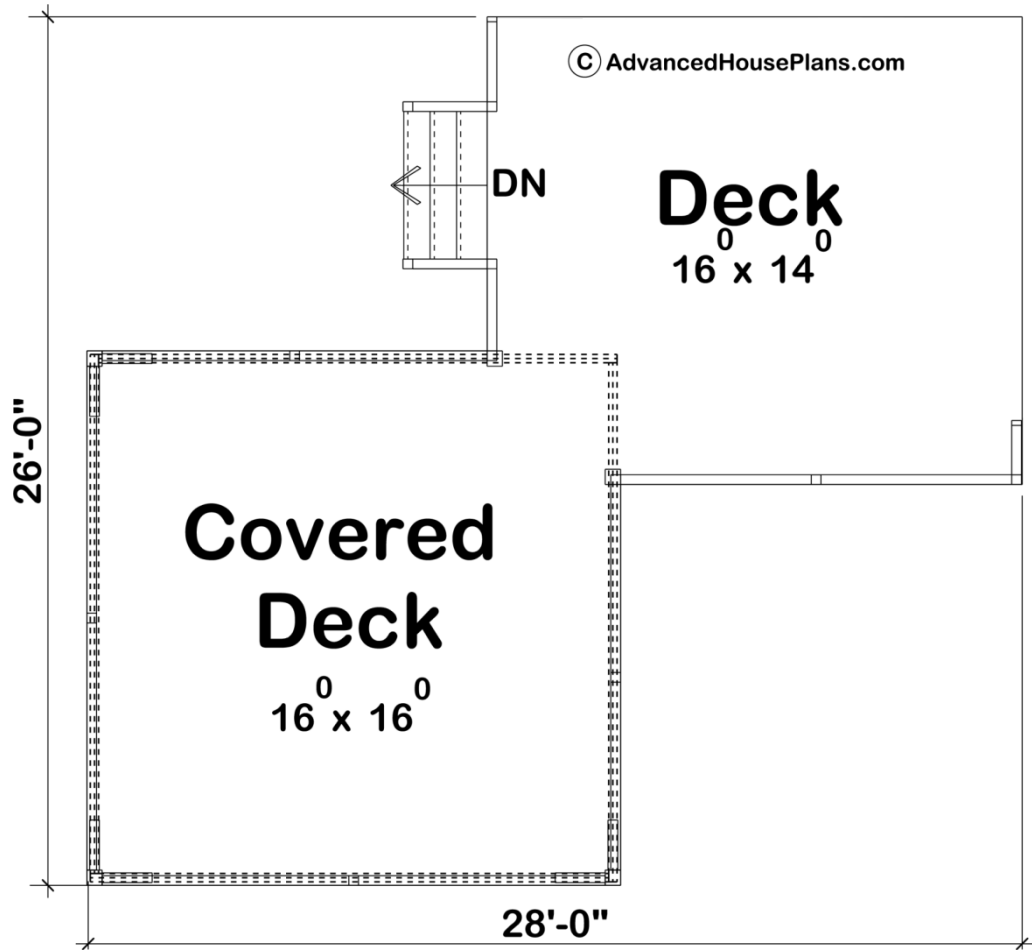 © AdvancedHousePlans.com
DN
Deck
16⁰ x 14⁰
26'-0"
Covered
Deck
16⁰ x 16⁰
28'-0"